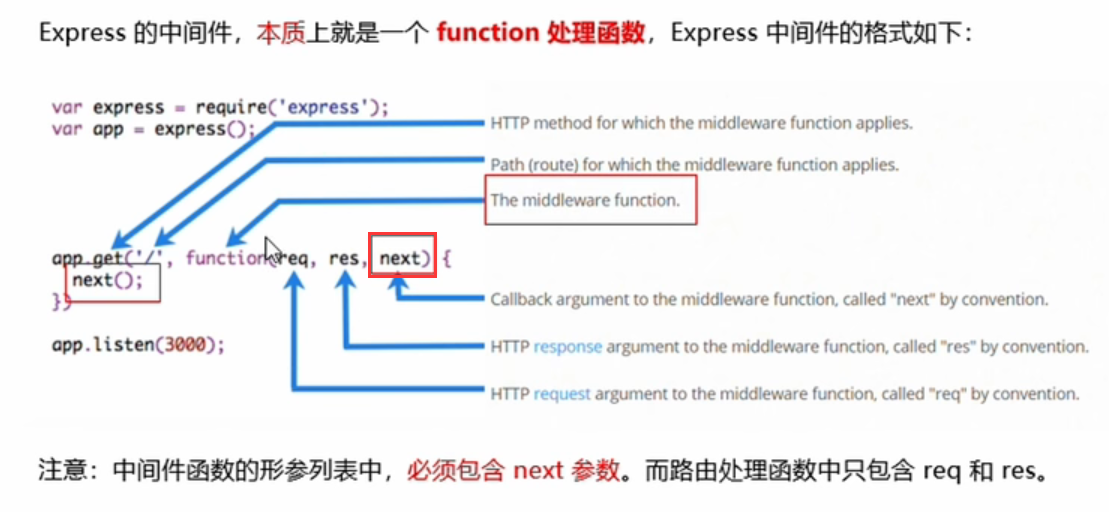 Express 的中间件，本质上就是一个 function 处理函数，Express 中间件的格式如下：
var express = require('express');
var app = express();
HTTP method for which the middleware function applies.
Path (route) for which the middleware function applies.
The middleware function.
app.get('/', function(req, res, next) {
next();
})
Callback argument to the middleware function, called "next" by convention.
app.listen(3000);
HTTP response argument to the middleware function, called "res" by convention.
HTTP request argument to the middleware function, called "req" by convention.
注意：中间件函数的形参列表中，必须包含 next 参数。而路由处理函数中只包含 req 和 res。